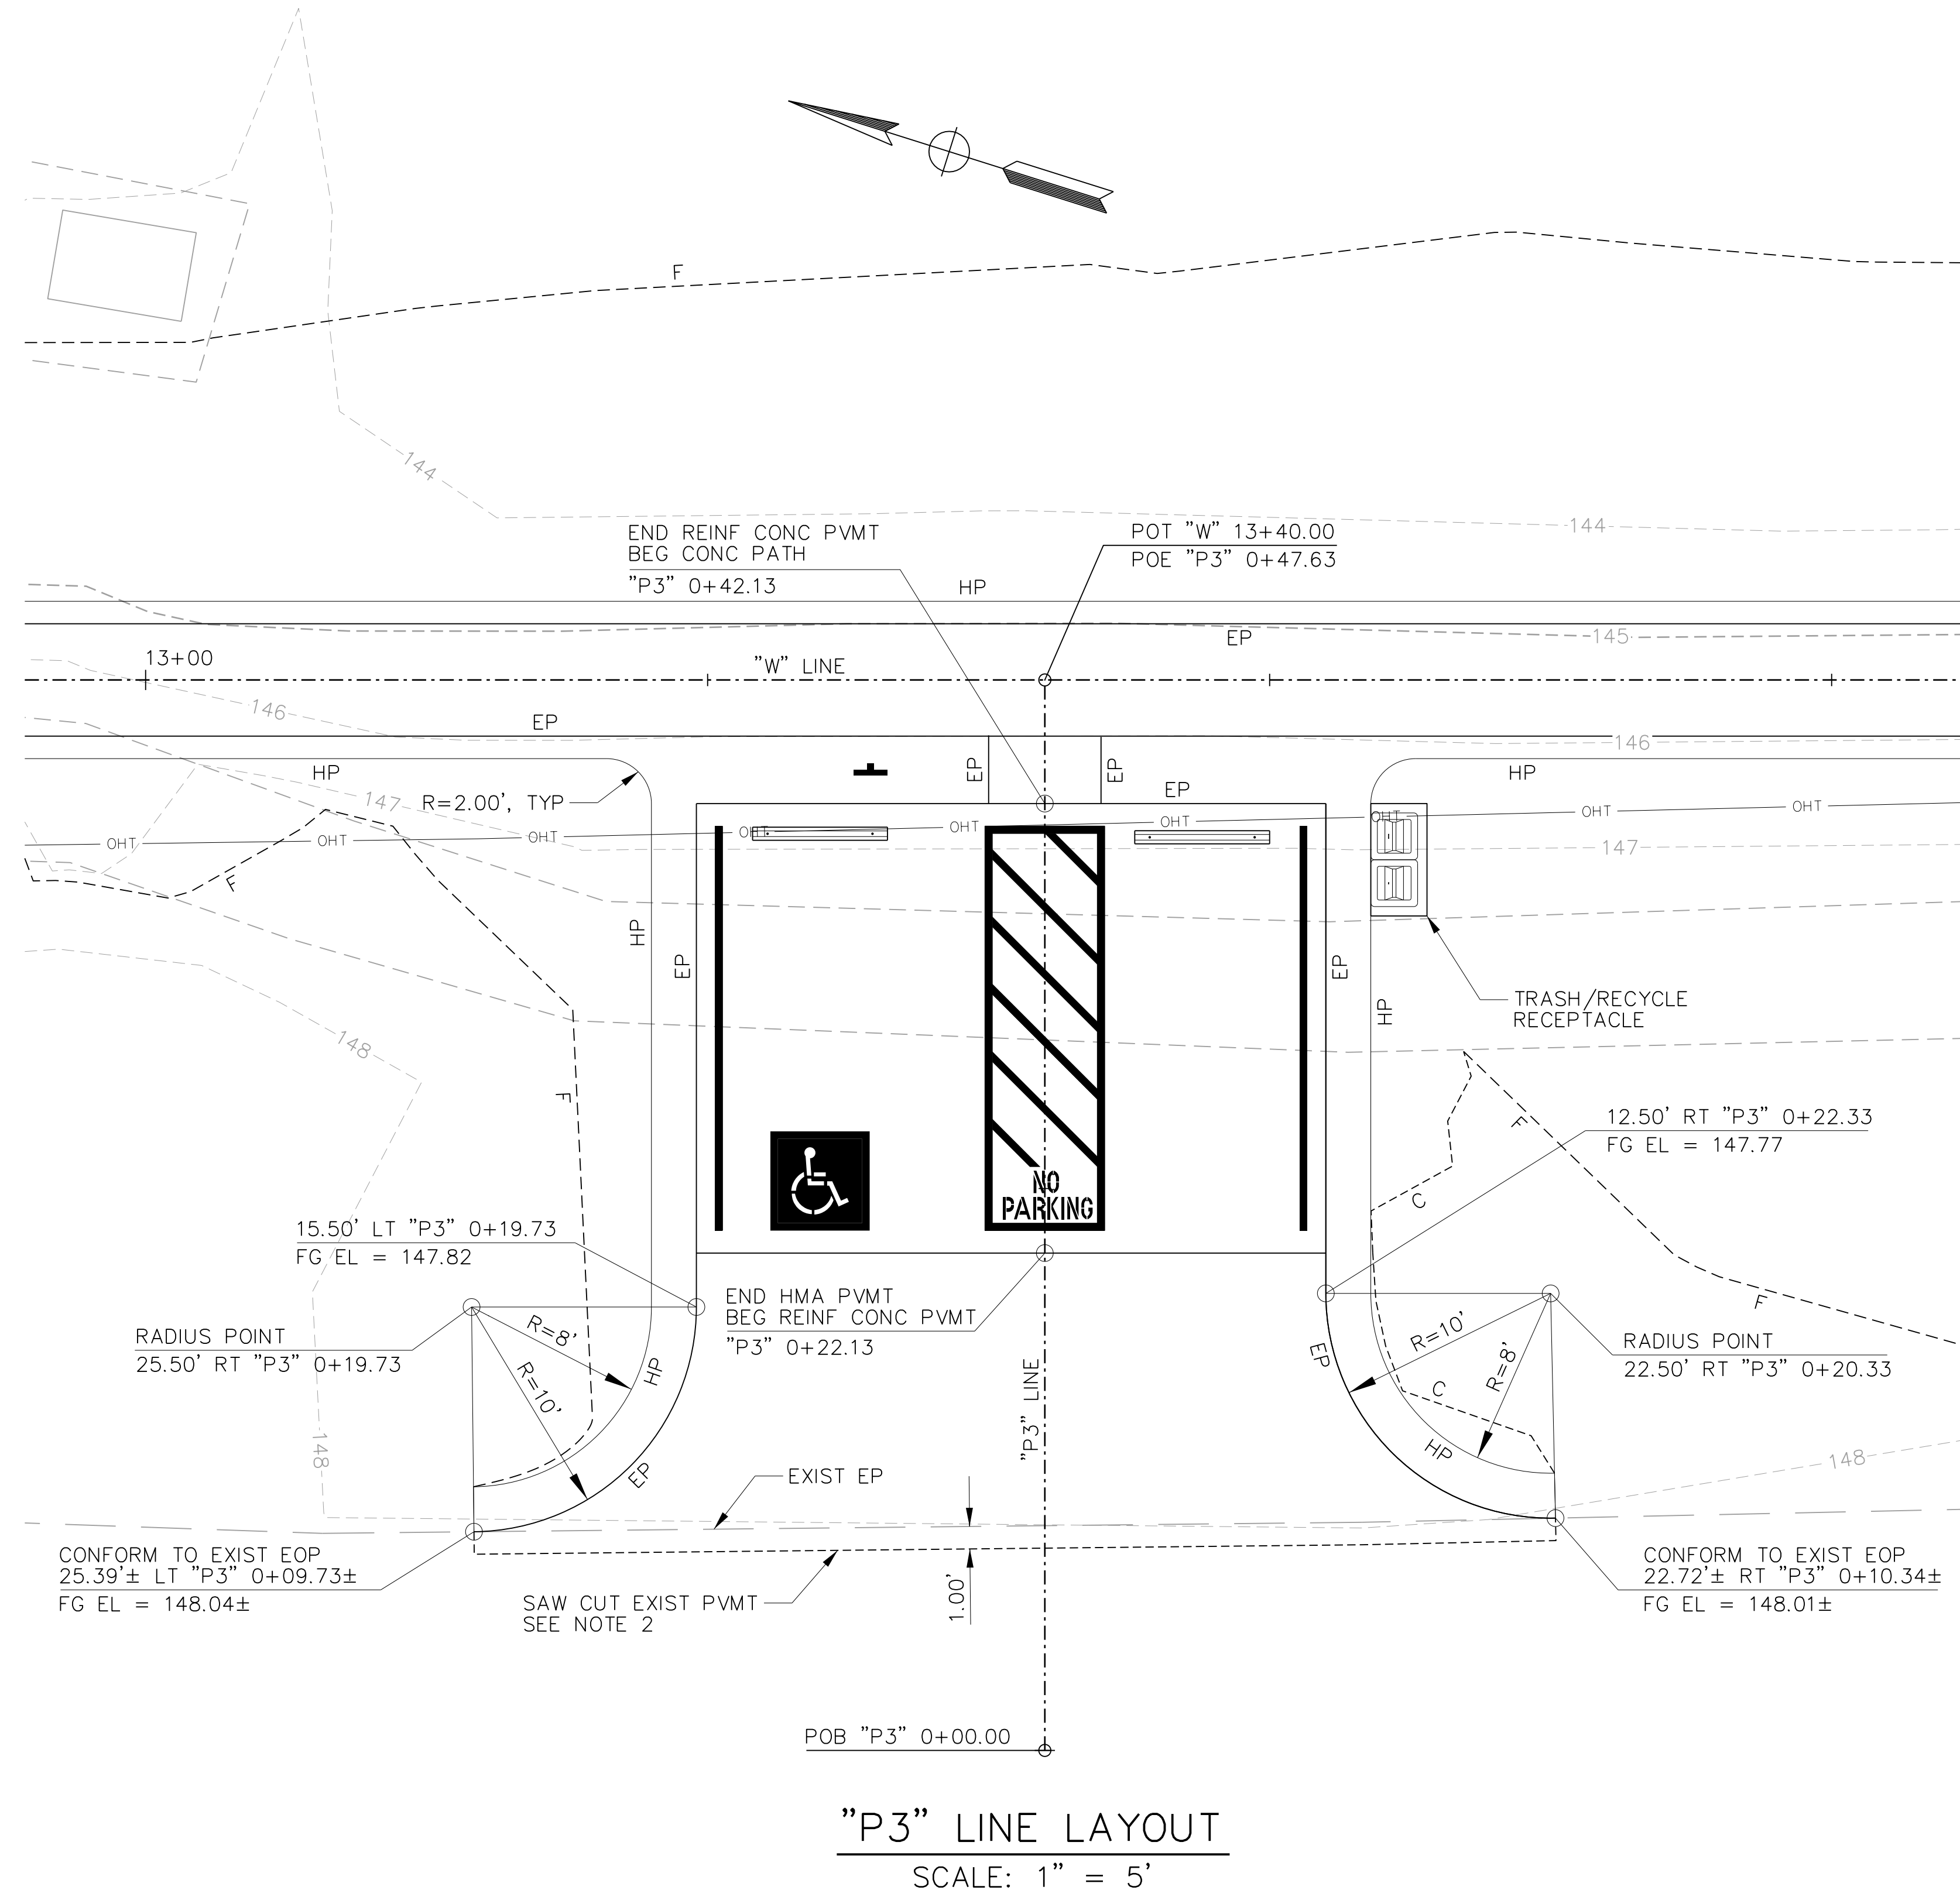 F
144
END REINF CONC PVMT
BEG CONC PATH
"P3" 0+42.13
POT "W" 13+40.00
POE "P3" 0+47.63
144
HP
EP
145
13+00
"W" LINE
146
EP
146
HP
EP
EP
EP
HP
147
R=2.00', TYP
OHT
OHT
OHT
OHT
OHT
OHT
OHT
OHT
OHT
147
F
HP
EP
EP
HP
TRASH/RECYCLE
RECEPTACLE
148
F
F
12.50' RT "P3" 0+22.33
FG EL = 147.77
C
NO
PARKING
15.50' LT "P3" 0+19.73
FG EL = 147.82
END HMA PVMT
BEG REINF CONC PVMT
"P3" 0+22.13
F
RADIUS POINT
25.50' RT "P3" 0+19.73
R=8'
R=10'
HP
EP
EP
R=10'
R=8'
C
HP
RADIUS POINT
22.50' RT "P3" 0+20.33
"P3" LINE
148
148
EXIST EP
CONFORM TO EXIST EOP
25.39'± LT "P3" 0+09.73±
FG EL = 148.04±
SAW CUT EXIST PVMT
SEE NOTE 2
1.00'
CONFORM TO EXIST EOP
22.72'± RT "P3" 0+10.34±
FG EL = 148.01±
POB "P3" 0+00.00
"P3" LINE LAYOUT
SCALE: 1" = 5'